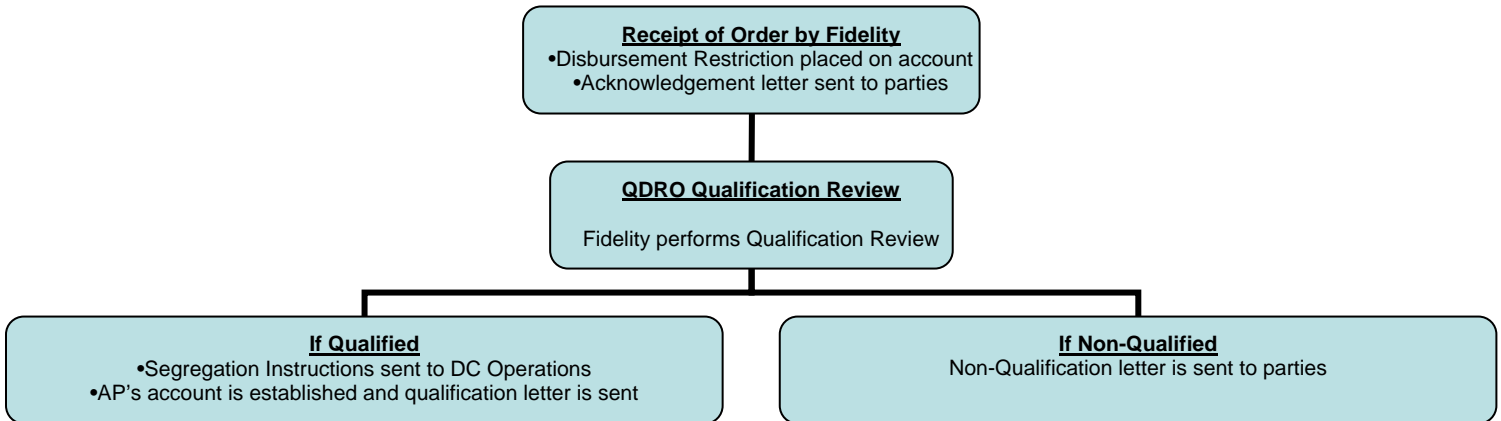 Receipt of Order by Fidelity
•Disbursement Restriction placed on account
•Acknowledgement letter sent to parties
QDRO Qualification Review
Fidelity performs Qualification Review
If Qualified
•Segregation Instructions sent to DC Operations
•AP's account is established and qualification letter is sent
If Non-Qualified
Non-Qualification letter is sent to parties